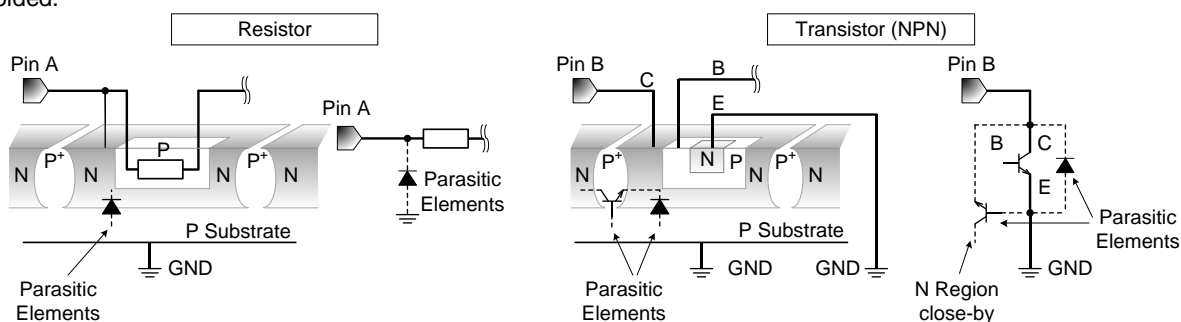 Resistor
Transistor (NPN)
Pin A
Pin A
P
N P+ N N P+ N
Parasitic
Elements
P Substrate
GND
Parasitic
Elements
Pin B
C
B
E
N P+ N P N P+ N
P Substrate
GND
GND
Parasitic
Elements
Pin B
B
C
E
Parasitic
Elements
GND
N Region
close-by